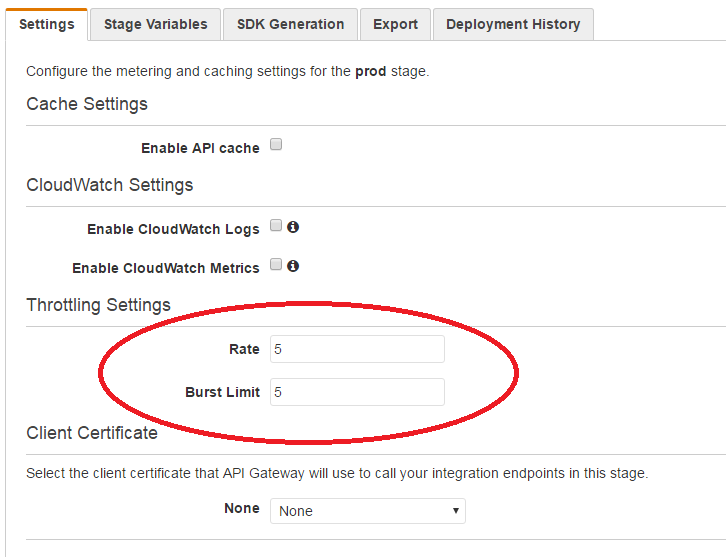 Settings Stage Variables SDK Generation Export Deployment History
Configure the metering and caching settings for the prod stage.
Cache Settings
Enable API cache
CloudWatch Settings
Enable CloudWatch Logs
Enable CloudWatch Metrics
Throttling Settings
Rate 5
Burst Limit 5
Client Certificate
Select the client certificate that API Gateway will use to call your integration endpoints in this stage.
None None